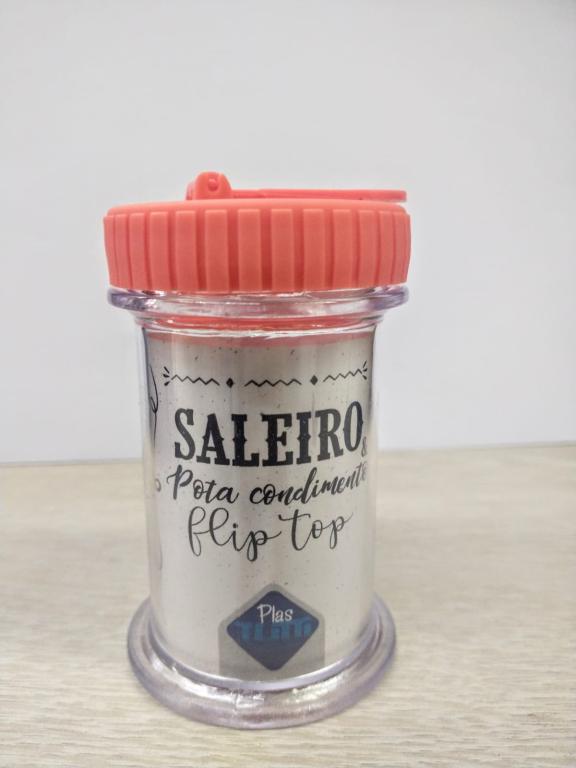 SALEIRO &
Pota condimento
flip top
Plas